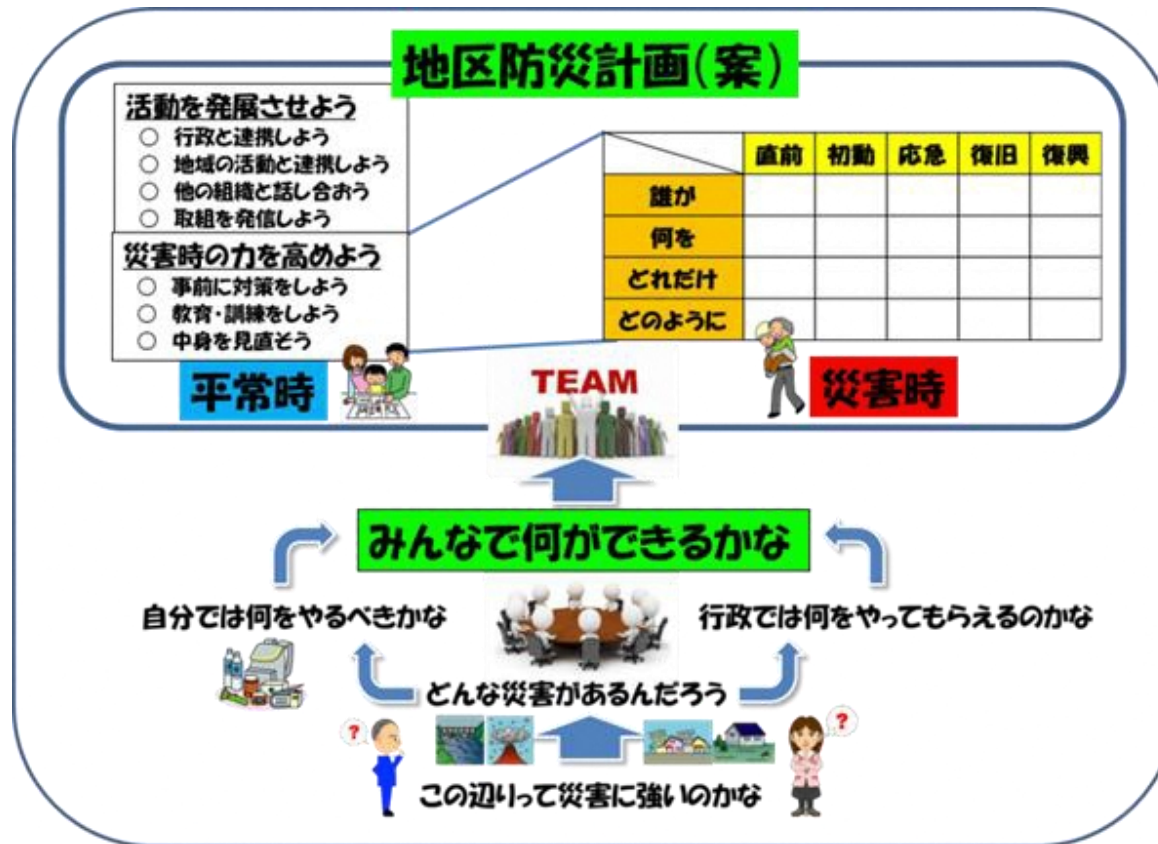 地区防災計画(案)
活動を発展させよう
○ 行政と連携しよう
○ 地域の活動と連携しよう
○ 他の組織と話し合おう
○ 取組を発信しよう
災害時の力を高めよう
○ 事前に対策をしよう
○ 教育・訓練をしよう
○ 中身を見直そう
平常時
直前 初動 応急 復旧 復興
誰が
何を
どれだけ
どのように
災害時
TEAM
みんなで何ができるかな
自分では何をやるべきかな
行政では何をやってもらえるのかな
どんな災害があるんだろう
?
?
この辺りって災害に強いのかな